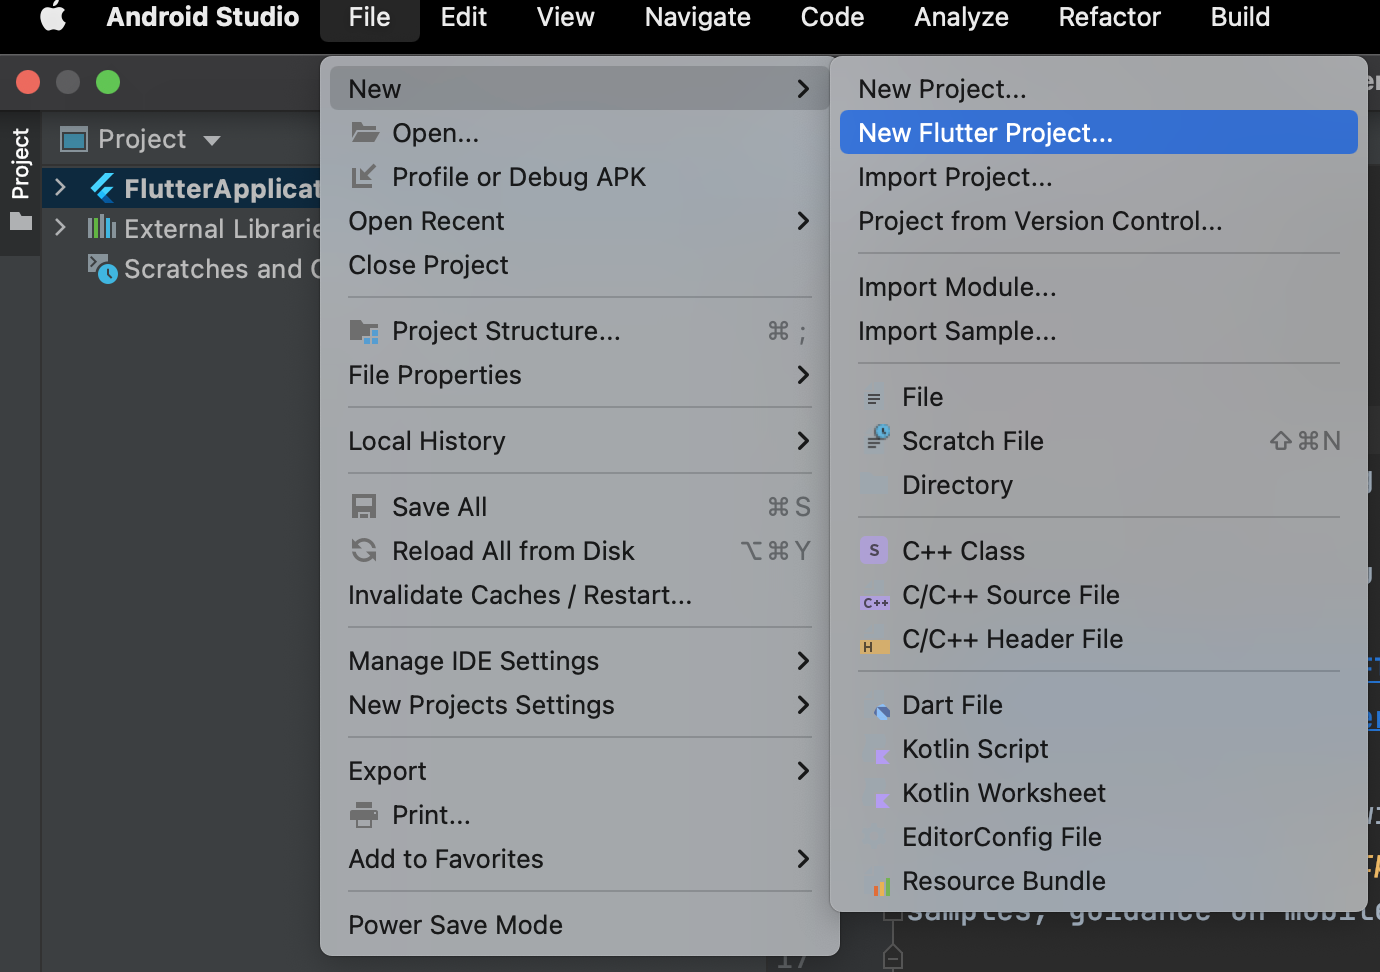 Android Studio File Edit View Navigate Code Analyze Refactor Build
Project
Project
FlutterApplicat
External Librarie
Scratches and
New
Open...
Profile or Debug APK
Open Recent
Close Project
Project Structure... ⌘ ;
File Properties
Local History
Save All ⌘ S
Reload All from Disk ⌥ ⌘ Y
Invalidate Caches / Restart...
Manage IDE Settings
New Projects Settings
Export
Print...
Add to Favorites
Power Save Mode
New Project...
New Flutter Project...
Import Project...
Project from Version Control...
Import Module...
Import Sample...
File
Scratch File ⇧⌘N
Directory
S C++ Class
C++ C/C++ Source File
H C/C++ Header File
Dart File
Kotlin Script
Kotlin Worksheet
EditorConfig File
Resource Bundle
samples, guidance on mobile
17